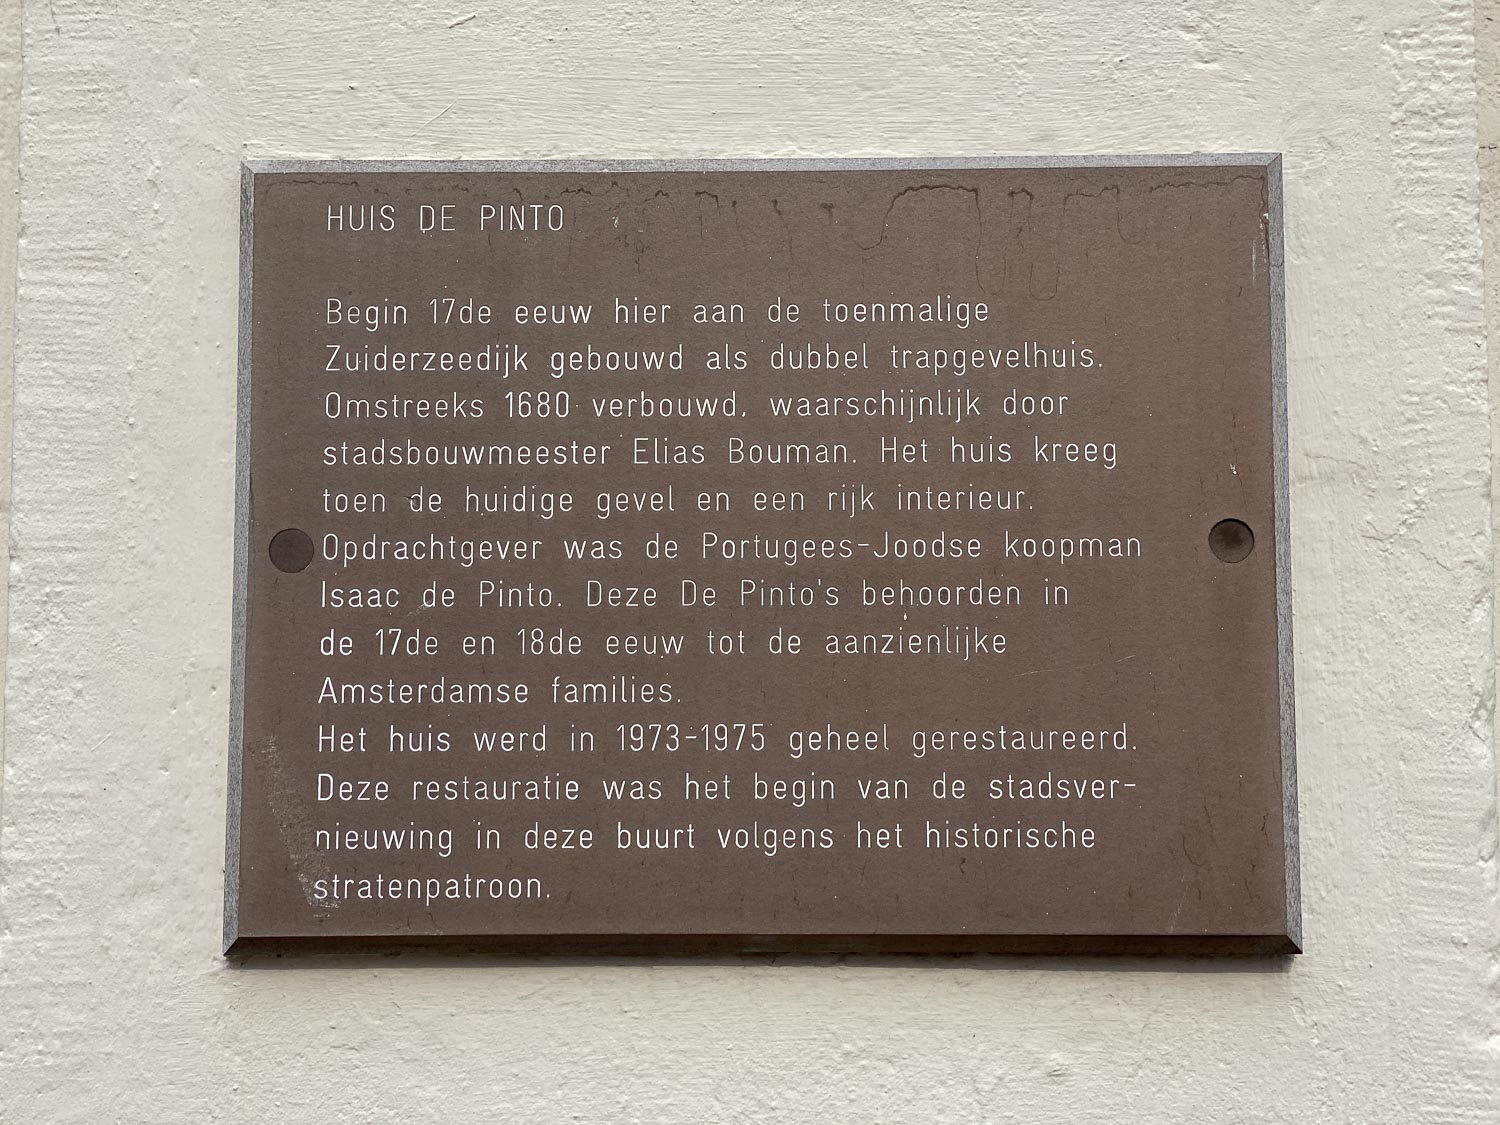 HUIS DE PINTO
Begin 17de eeuw hier aan de toenmalige
Zuiderzeedijk gebouwd als dubbel trapgevelhuis.
Omstreeks 1680 verbouwd, waarschijnlijk door
stadsbouwmeester Elias Bouman. Het huis kreeg
toen de huidige gevel en een rijk interieur.
Opdrachtgever was de Portugees-Joodse koopman
Isaac de Pinto. Deze De Pinto's behoorden in
de 17de en 18de eeuw tot de aanzienlijke
Amsterdamse families.
Het huis werd in 1973-1975 geheel gerestaureerd.
Deze restauratie was het begin van de stadsver-
nieuwing in deze buurt volgens het historische
stratenpatroon.